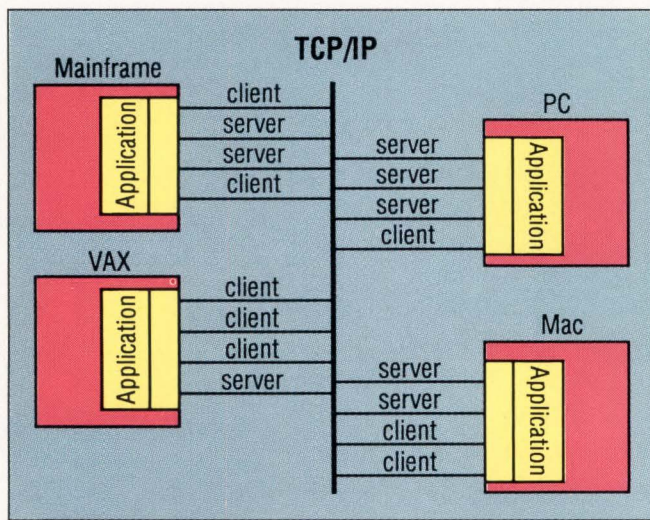 TCP/IP
Mainframe
Application
client
server
server
client
VAX
Application
client
client
client
server
PC
server
server
server
client
Application
Mac
server
server
client
client
Application